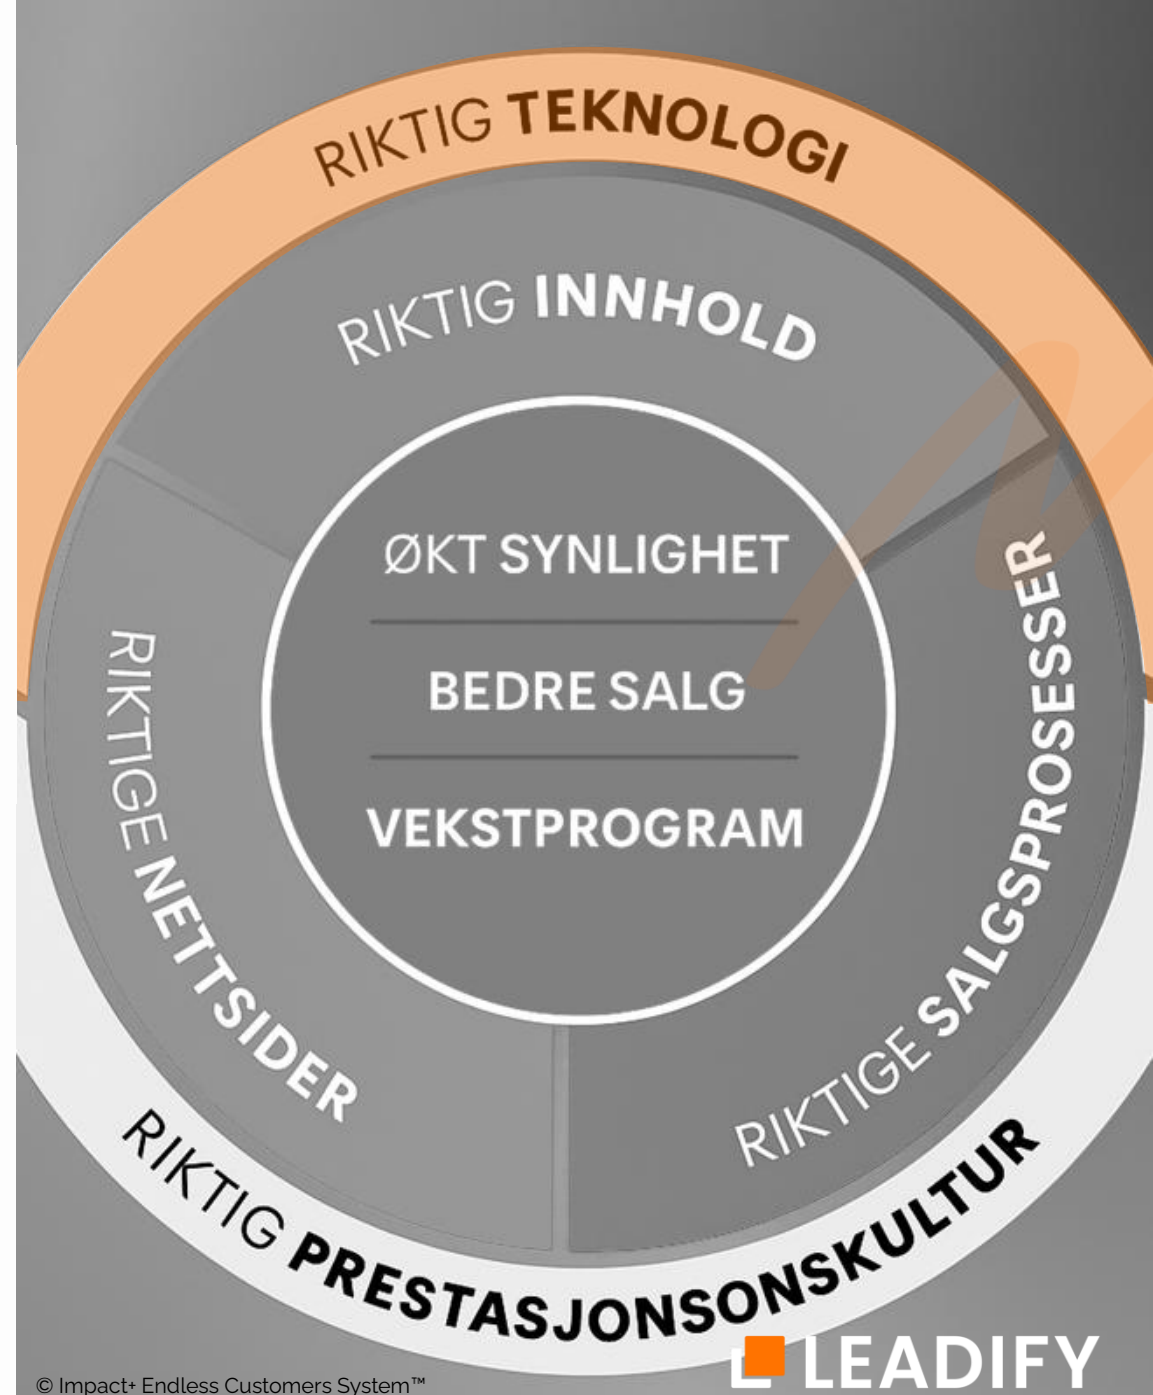 RIKTIG TEKNOLOGI
RIKTIG INNHOLD
ØKT SYNLIGHET
BEDRE SALG
VEKSTPROGRAM
RIKTIGE NETTSIDER
RIKTIGE SALGSPROSESSER
RIKTIG PRESTASJONSONSKULTUR
LEADIFY
© Impact+ Endless Customers System™